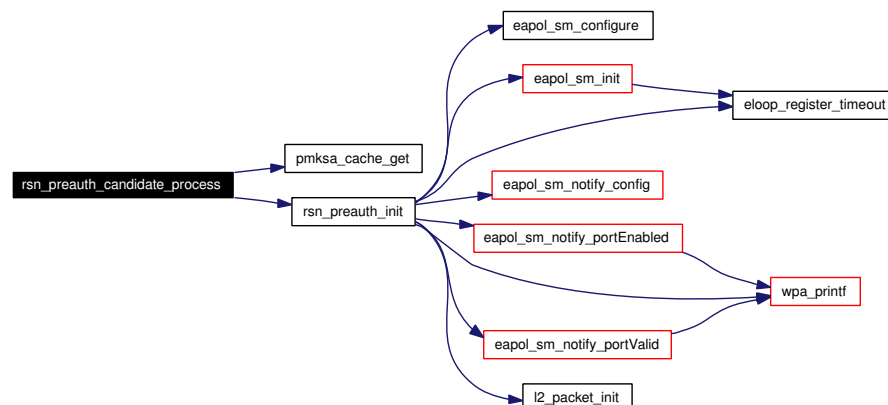 eapol_sm_configure
eapol_sm_init
eloop_register_timeout
pmksa_cache_get
rsn_preauth_candidate_process
eapol_sm_notify_config
rsn_preauth_init
eapol_sm_notify_portEnabled
wpa_printf
eapol_sm_notify_portValid
l2_packet_init